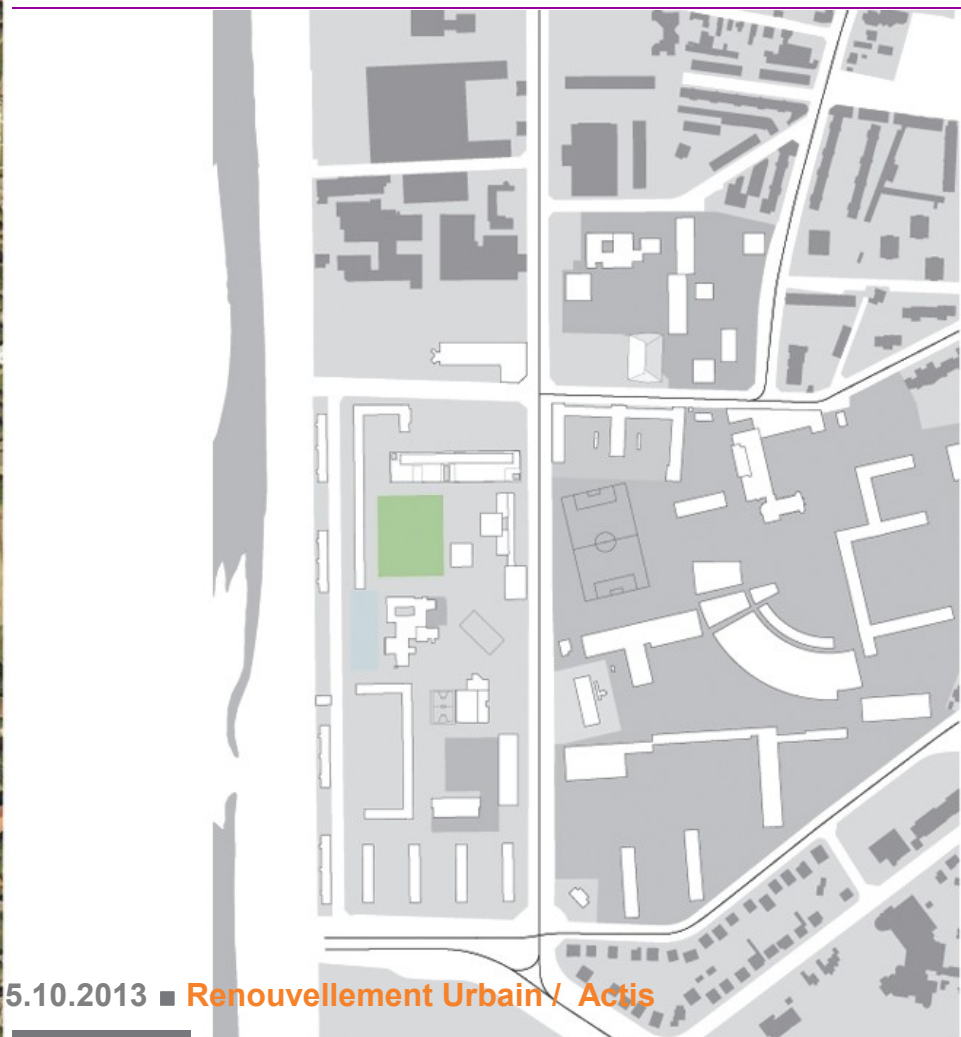 5.10.2013 ■ Renouvellement Urbain / Actis